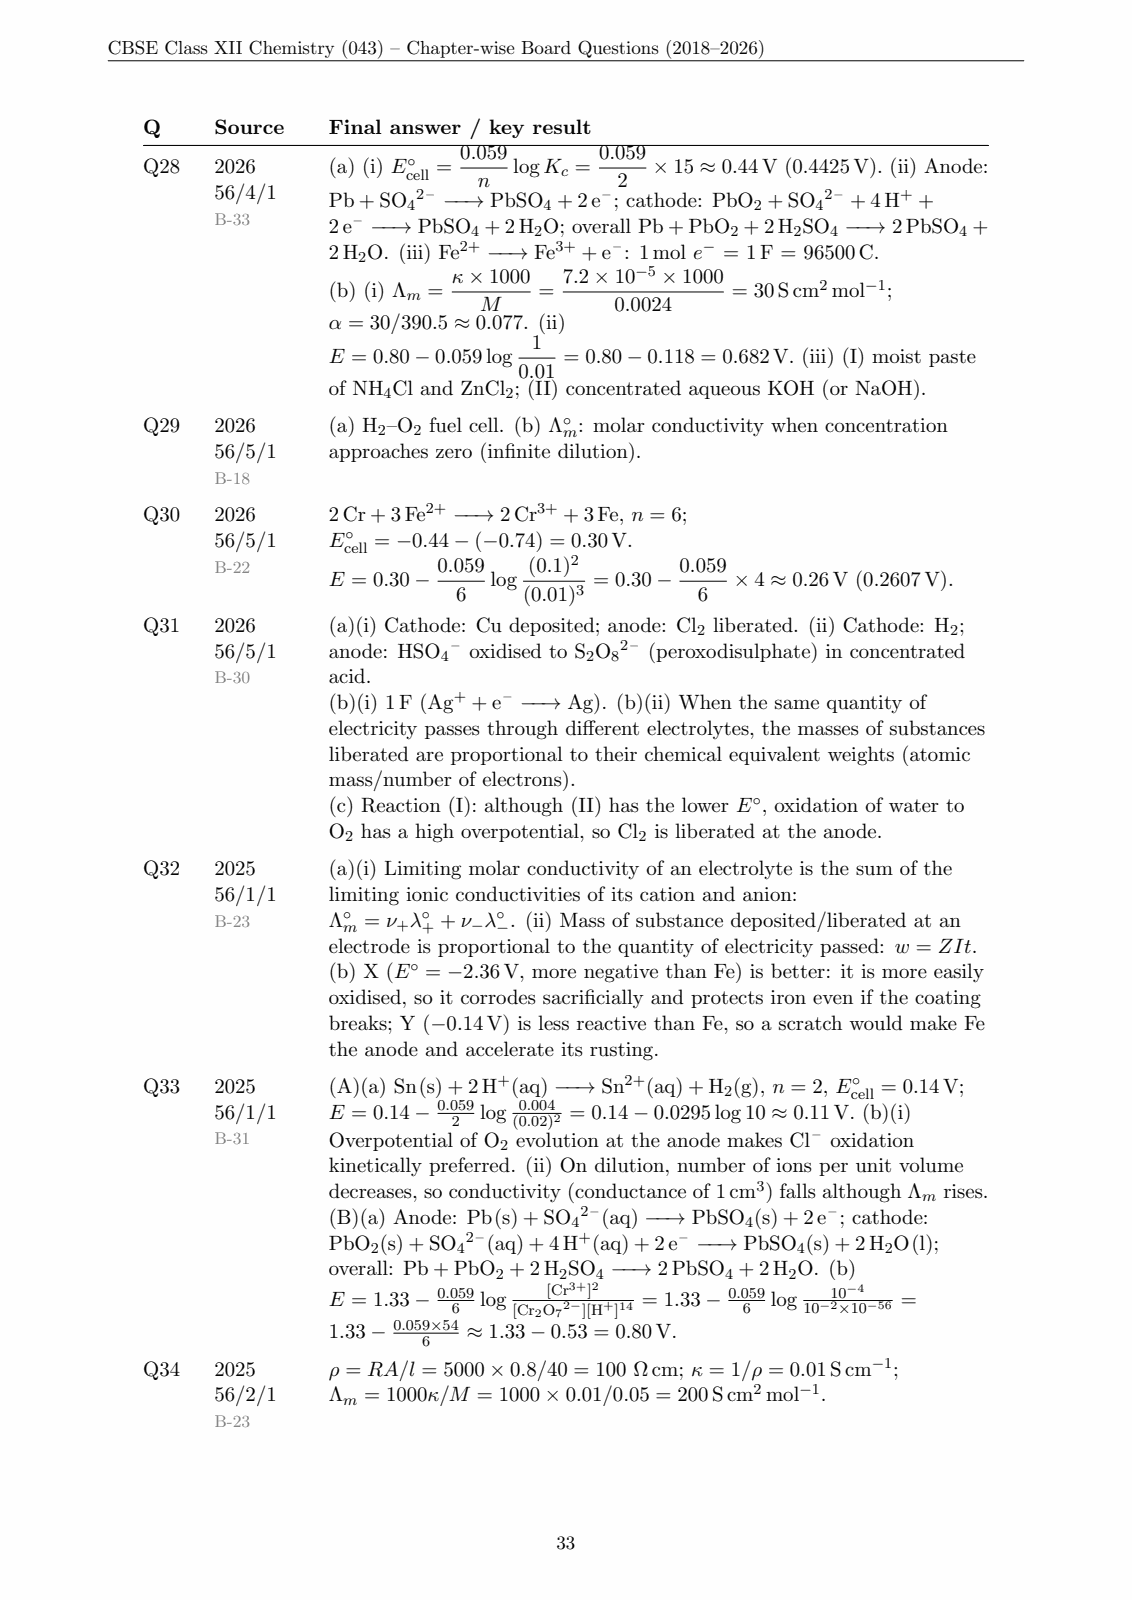 CBSE Class XII Chemistry (043) – Chapter-wise Board Questions (2018–2026)
Q Source Final answer / key result
Q28 2026 (a) (i) E°cell = 0.059/n log Kc = 0.059/2 × 15 ≈ 0.44 V (0.4425 V). (ii) Anode:
56/4/1 Pb + SO₄²⁻ ⟶ PbSO₄ + 2 e⁻; cathode: PbO₂ + SO₄²⁻ + 4 H⁺ +
B-33 2 e⁻ ⟶ PbSO₄ + 2 H₂O; overall Pb + PbO₂ + 2 H₂SO₄ ⟶ 2 PbSO₄ +
2 H₂O. (iii) Fe²⁺ ⟶ Fe³⁺ + e⁻: 1 mol e⁻ = 1 F = 96500 C.
(b) (i) Λm = κ × 1000/M = 7.2 × 10⁻⁵ × 1000/0.0024 = 30 S cm² mol⁻¹;
α = 30/390.5 ≈ 0.077. (ii)
E = 0.80 − 0.059 log 1/0.01 = 0.80 − 0.118 = 0.682 V. (iii) (I) moist paste
of NH₄Cl and ZnCl₂; (II) concentrated aqueous KOH (or NaOH).
Q29 2026 (a) H₂–O₂ fuel cell. (b) Λ°m: molar conductivity when concentration
56/5/1 approaches zero (infinite dilution).
B-18
Q30 2026 2 Cr + 3 Fe²⁺ ⟶ 2 Cr³⁺ + 3 Fe, n = 6;
56/5/1 E°cell = −0.44 − (−0.74) = 0.30 V.
B-22 E = 0.30 − 0.059/6 log (0.1)²/(0.01)³ = 0.30 − 0.059/6 × 4 ≈ 0.26 V (0.2607 V).
Q31 2026 (a)(i) Cathode: Cu deposited; anode: Cl₂ liberated. (ii) Cathode: H₂;
56/5/1 anode: HSO₄⁻ oxidised to S₂O₈²⁻ (peroxodisulphate) in concentrated
B-30 acid.
(b)(i) 1 F (Ag⁺ + e⁻ ⟶ Ag). (b)(ii) When the same quantity of
electricity passes through different electrolytes, the masses of substances
liberated are proportional to their chemical equivalent weights (atomic
mass/number of electrons).
(c) Reaction (I): although (II) has the lower E°, oxidation of water to
O₂ has a high overpotential, so Cl₂ is liberated at the anode.
Q32 2025 (a)(i) Limiting molar conductivity of an electrolyte is the sum of the
56/1/1 limiting ionic conductivities of its cation and anion:
B-23 Λ°m = ν₊λ°₊ + ν₋λ°₋. (ii) Mass of substance deposited/liberated at an
electrode is proportional to the quantity of electricity passed: w = ZIt.
(b) X (E° = −2.36 V, more negative than Fe) is better: it is more easily
oxidised, so it corrodes sacrificially and protects iron even if the coating
breaks; Y (−0.14 V) is less reactive than Fe, so a scratch would make Fe
the anode and accelerate its rusting.
Q33 2025 (A)(a) Sn(s) + 2 H⁺(aq) ⟶ Sn²⁺(aq) + H₂(g), n = 2, E°cell = 0.14 V;
56/1/1 E = 0.14 − 0.059/2 log 0.004/(0.02)² = 0.14 − 0.0295 log 10 ≈ 0.11 V. (b)(i)
B-31 Overpotential of O₂ evolution at the anode makes Cl⁻ oxidation
kinetically preferred. (ii) On dilution, number of ions per unit volume
decreases, so conductivity (conductance of 1 cm³) falls although Λm rises.
(B)(a) Anode: Pb(s) + SO₄²⁻(aq) ⟶ PbSO₄(s) + 2 e⁻; cathode:
PbO₂(s) + SO₄²⁻(aq) + 4 H⁺(aq) + 2 e⁻ ⟶ PbSO₄(s) + 2 H₂O(l);
overall: Pb + PbO₂ + 2 H₂SO₄ ⟶ 2 PbSO₄ + 2 H₂O. (b)
E = 1.33 − 0.059/6 log [Cr³⁺]²/[Cr₂O₇²⁻][H⁺]¹⁴ = 1.33 − 0.059/6 log 10⁻⁴/10⁻²×10⁻⁵⁶ =
1.33 − 0.059×54/6 ≈ 1.33 − 0.53 = 0.80 V.
Q34 2025 ρ = RA/l = 5000 × 0.8/40 = 100 Ω cm; κ = 1/ρ = 0.01 S cm⁻¹;
56/2/1 Λm = 1000κ/M = 1000 × 0.01/0.05 = 200 S cm² mol⁻¹.
B-23
33